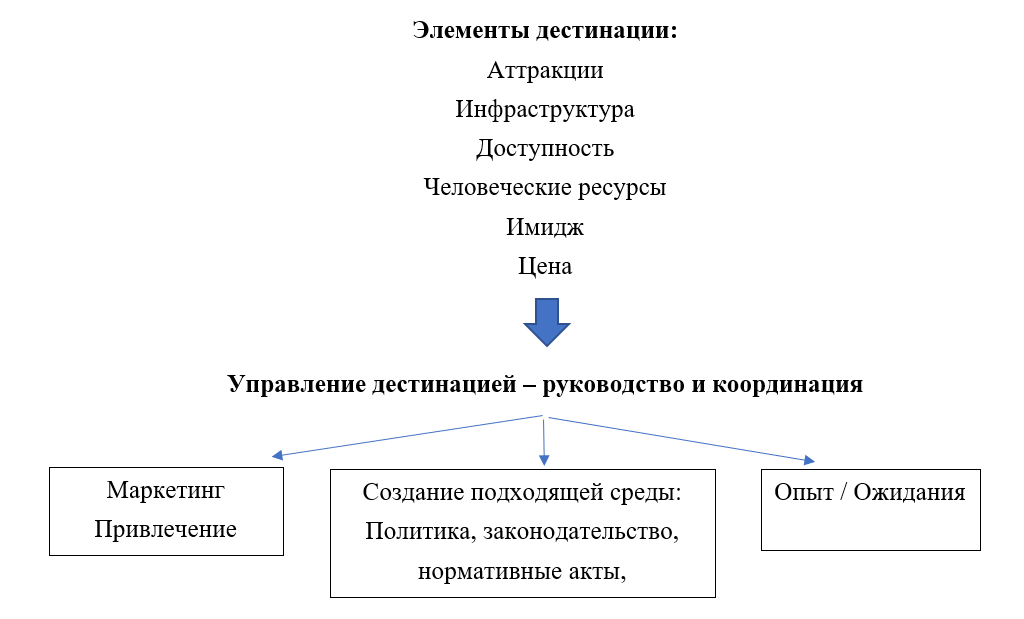 Элементы дестинации:
Аттракции
Инфраструктура
Доступность
Человеческие ресурсы
Имидж
Цена
Управление дестинацией – руководство и координация
Маркетинг
Привлечение
Создание подходящей среды:
Политика, законодательство,
нормативные акты,
Опыт / Ожидания